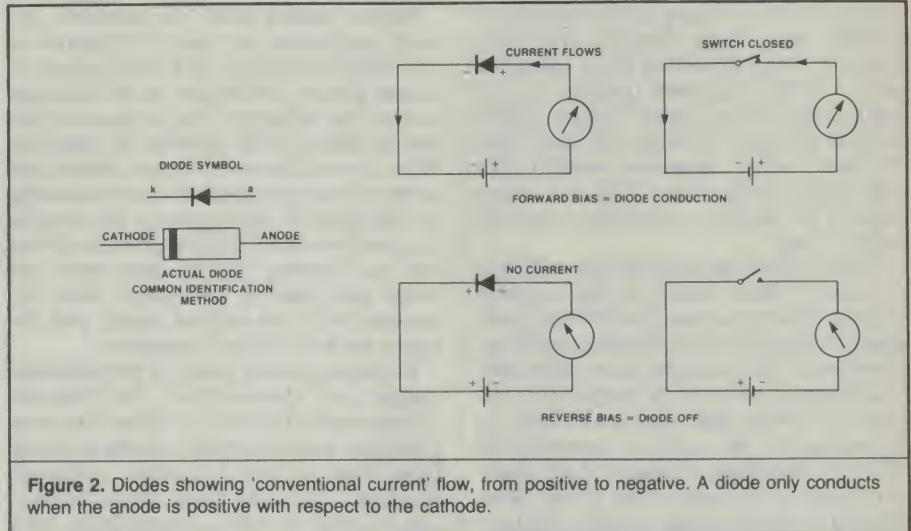 DIODE SYMBOL
k a
CATHODE ANODE
ACTUAL DIODE
COMMON IDENTIFICATION
METHOD
CURRENT FLOWS
- +
- +
SWITCH CLOSED
- +
FORWARD BIAS = DIODE CONDUCTION
NO CURRENT
+ -
+ -
+ -
REVERSE BIAS = DIODE OFF
Figure 2. Diodes showing 'conventional current' flow, from positive to negative. A diode only conducts
when the anode is positive with respect to the cathode.